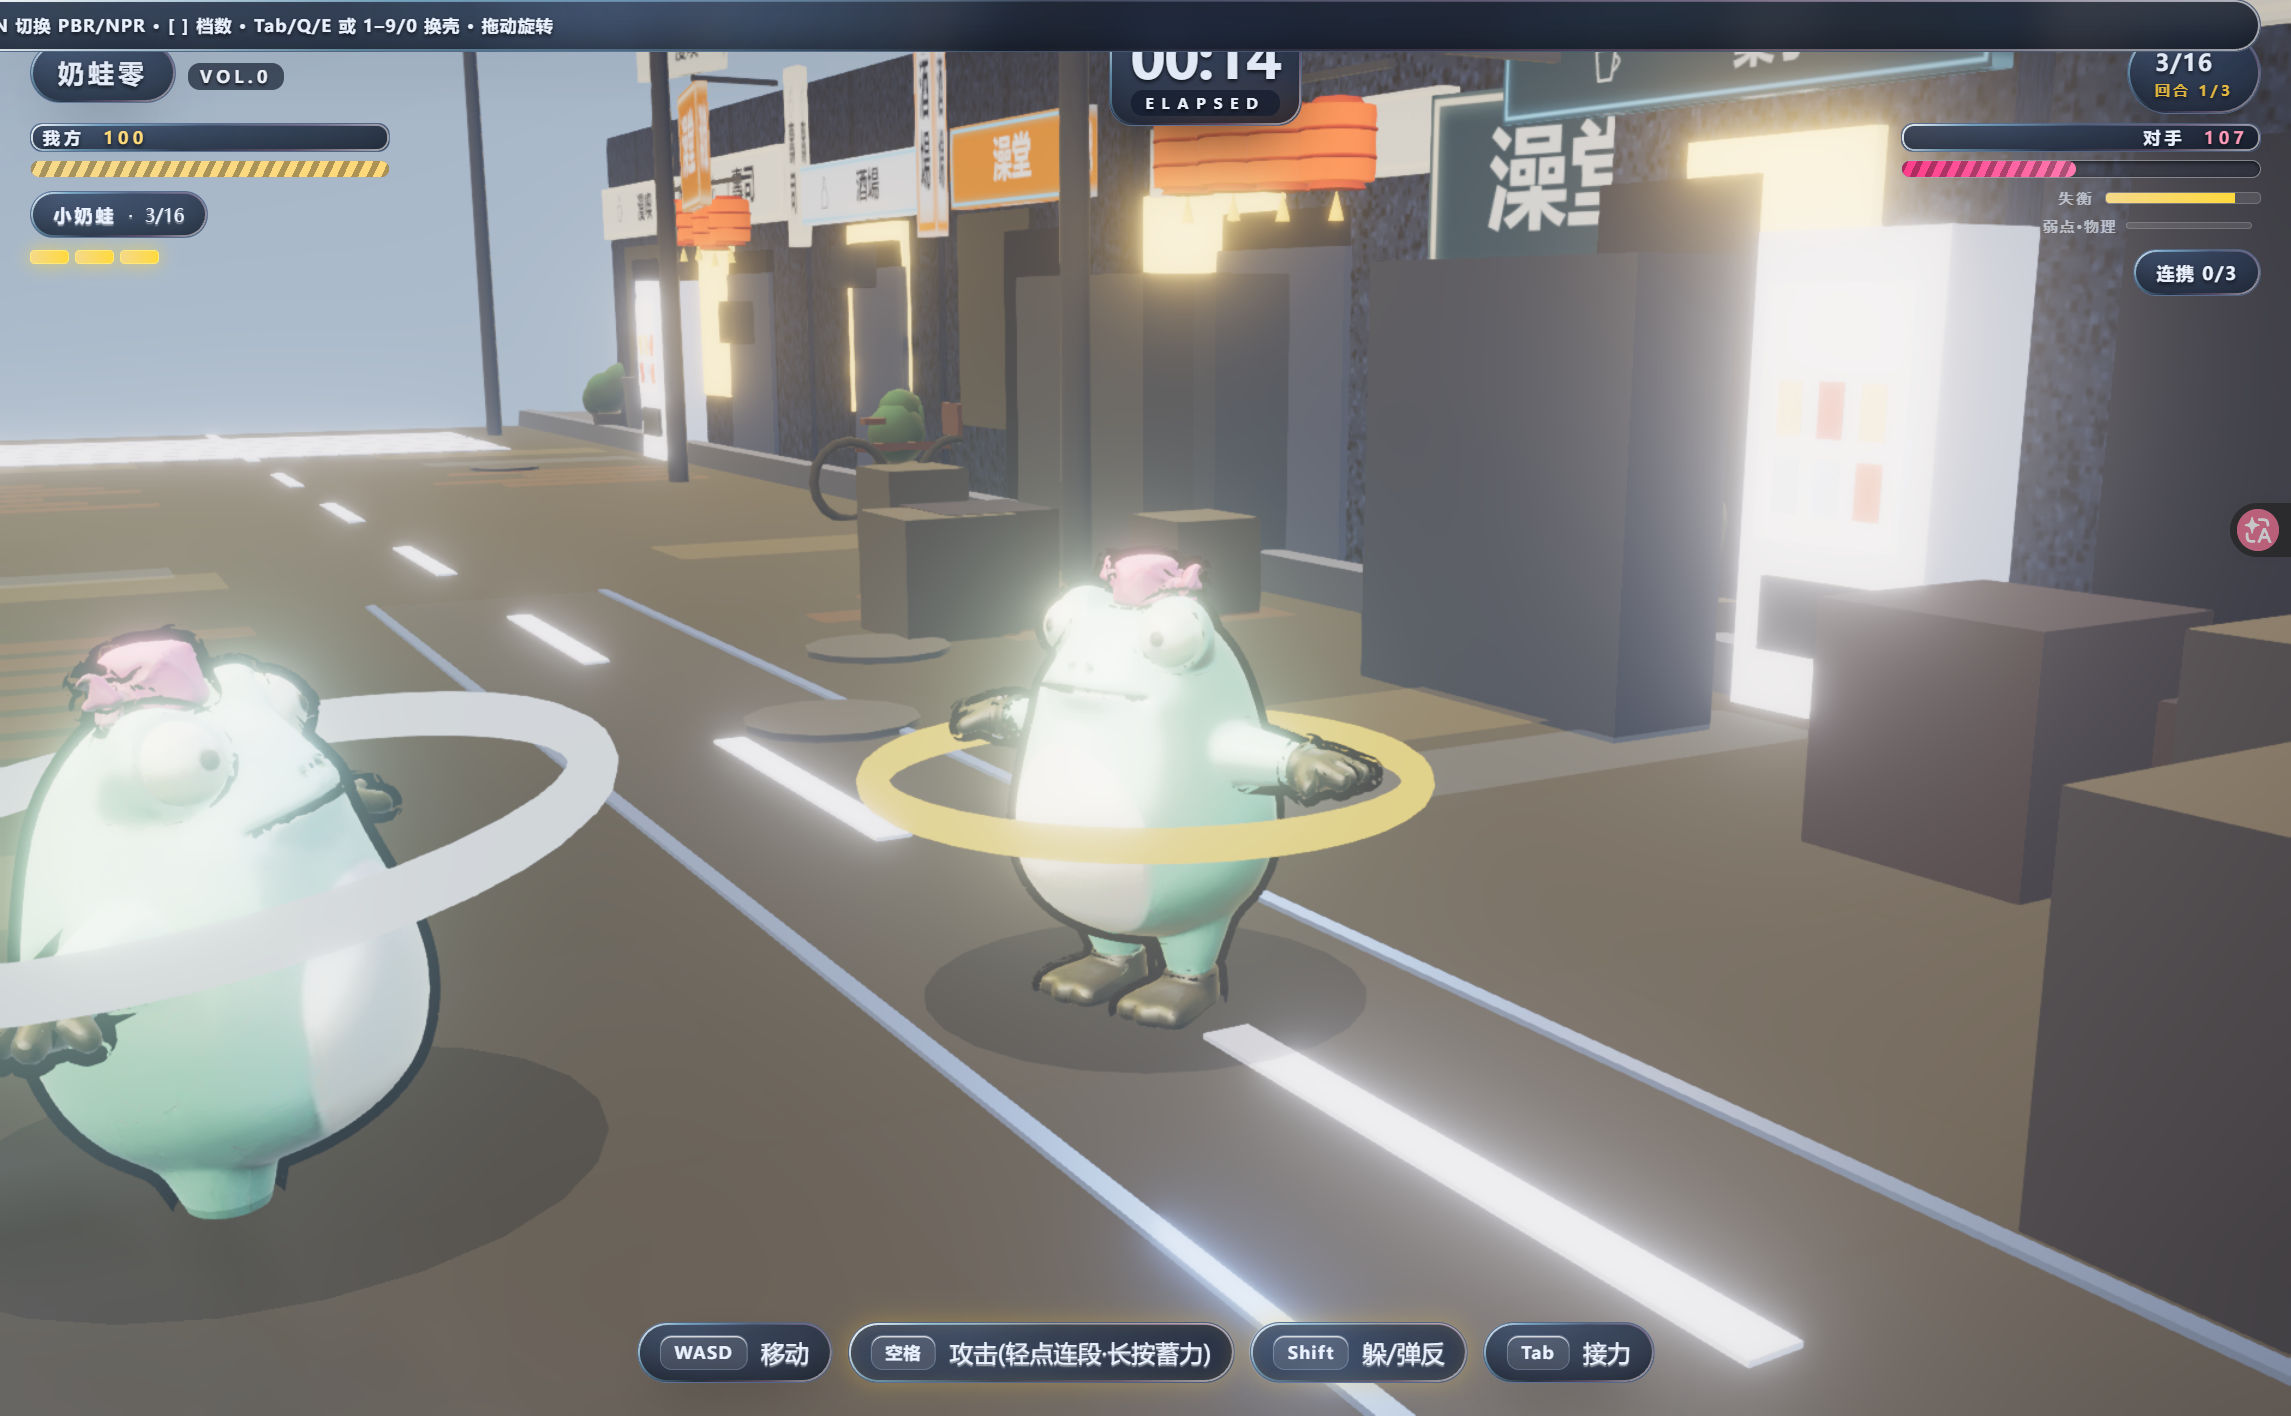 N 切换 PBR/NPR • [ ] 档数 • Tab/Q/E 或 1–9/0 换壳 • 拖动旋转
奶蛙零 VOL.0
00:14
ELAPSED
3/16
回合 1/3
我方 100
对手 107
小奶蛙 · 3/16
失衡
弱点•物理
连携 0/3
酒場
澡堂
澡堂
WASD 移动
空格 攻击(轻点连段·长按蓄力)
Shift 躲/弹反
Tab 接力